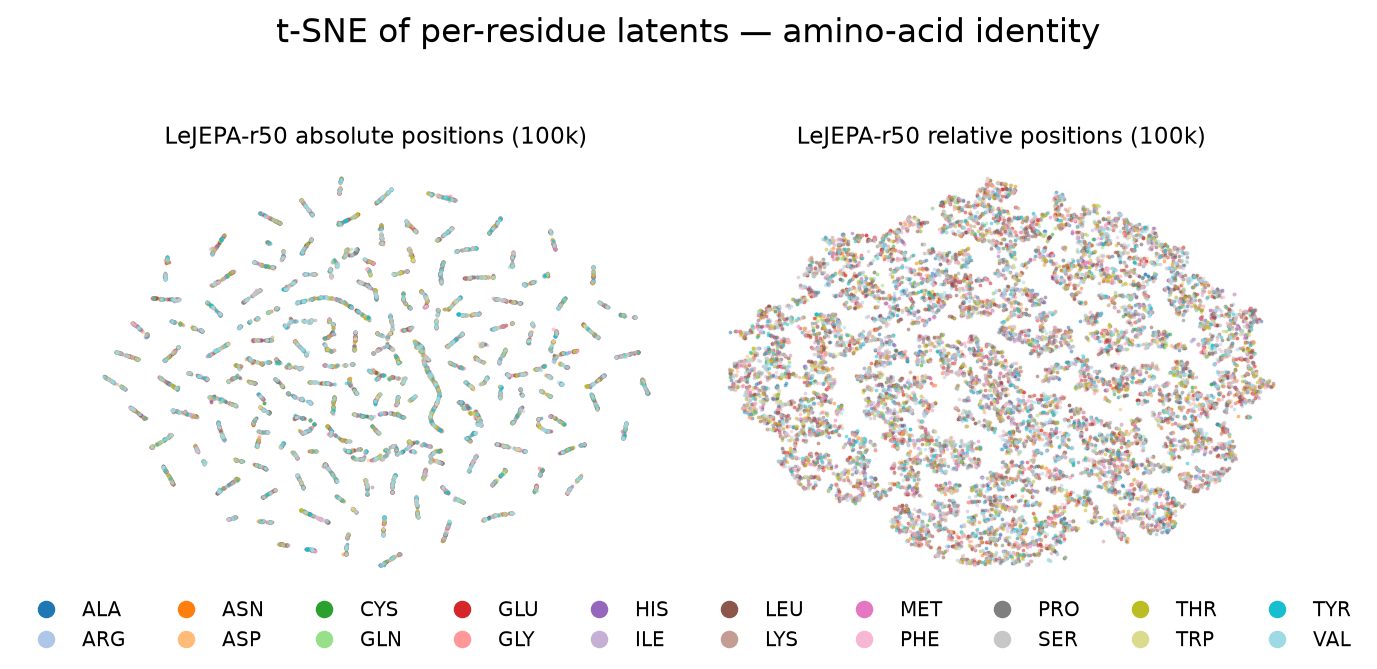 t-SNE of per-residue latents — amino-acid identity
LeJEPA-r50 absolute positions (100k)
LeJEPA-r50 relative positions (100k)
ALA ASN CYS GLU HIS LEU MET PRO THR TYR
ARG ASP GLN GLY ILE LYS PHE SER TRP VAL